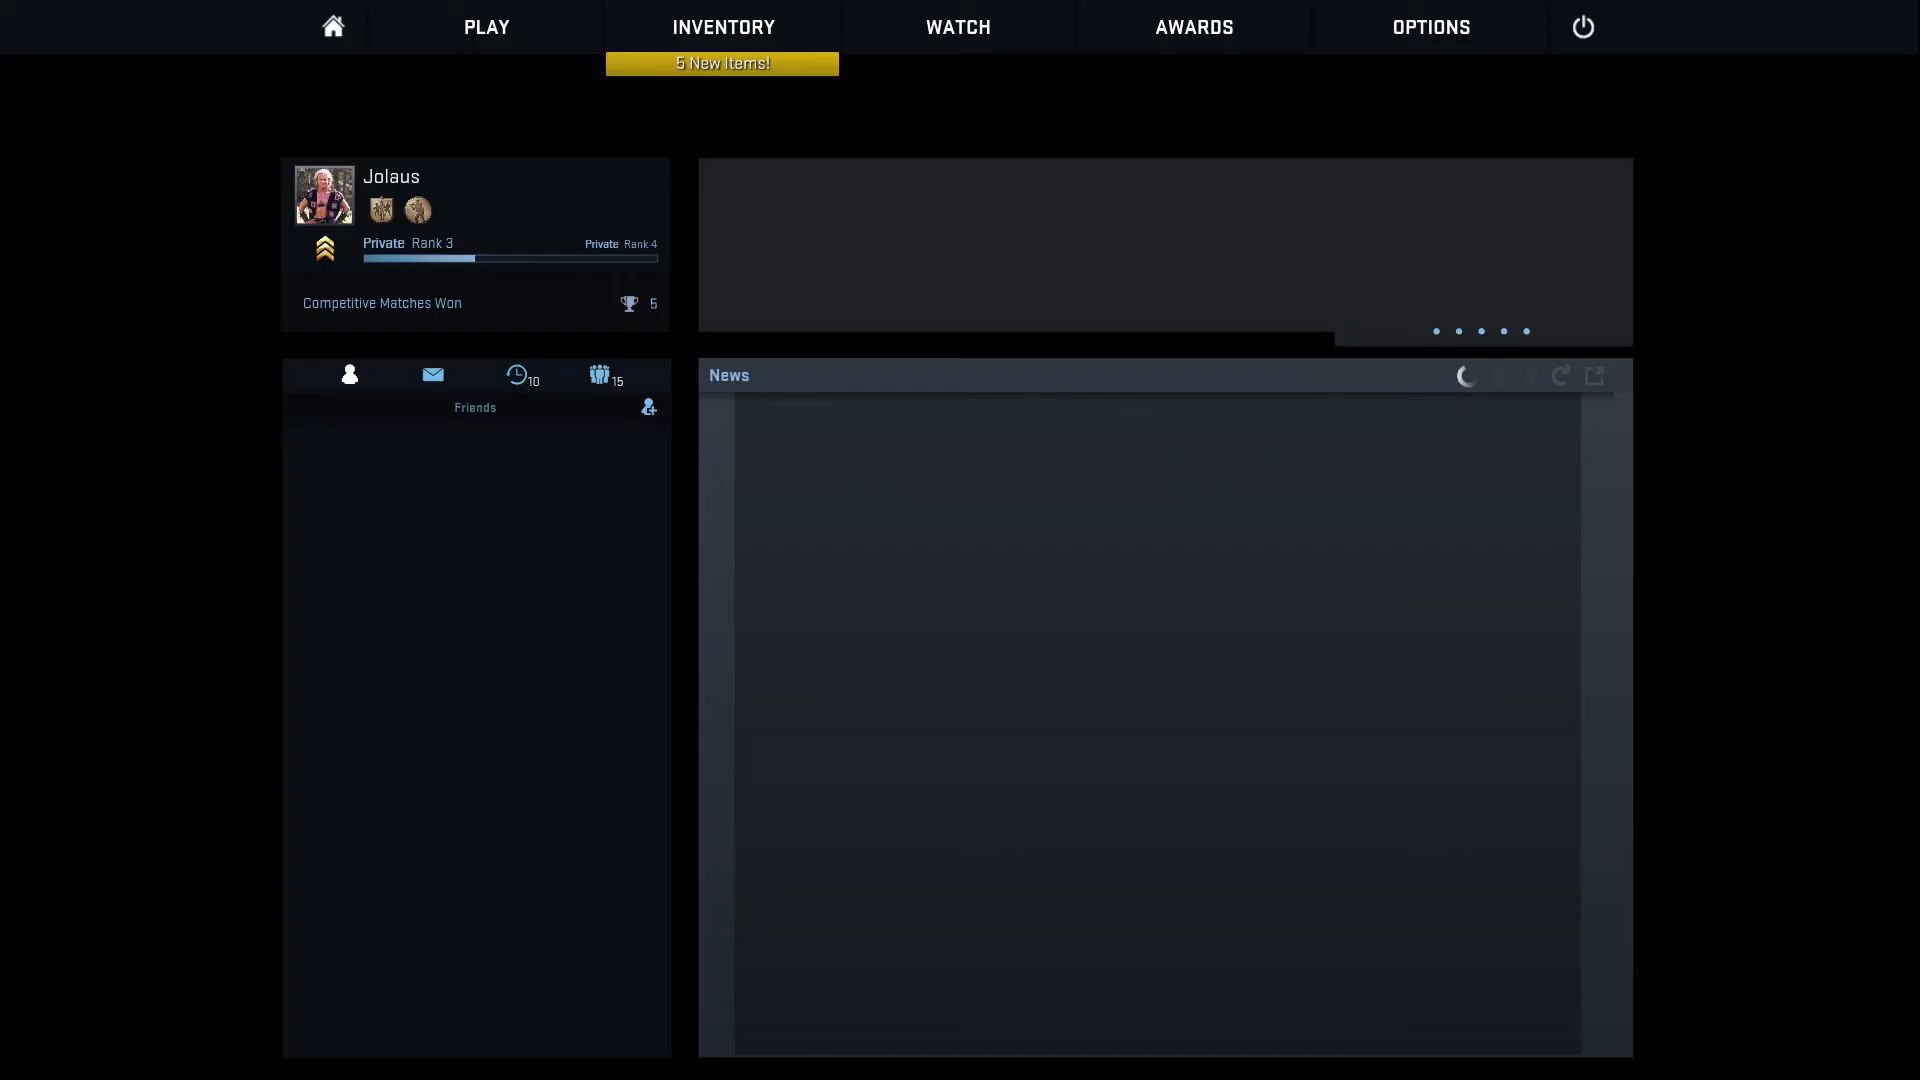 PLAY
INVENTORY
WATCH
AWARDS
OPTIONS
5 New Items!
Jolaus
Private Rank 3
Private Rank 4
Competitive Matches Won
5
10
15
Friends
News